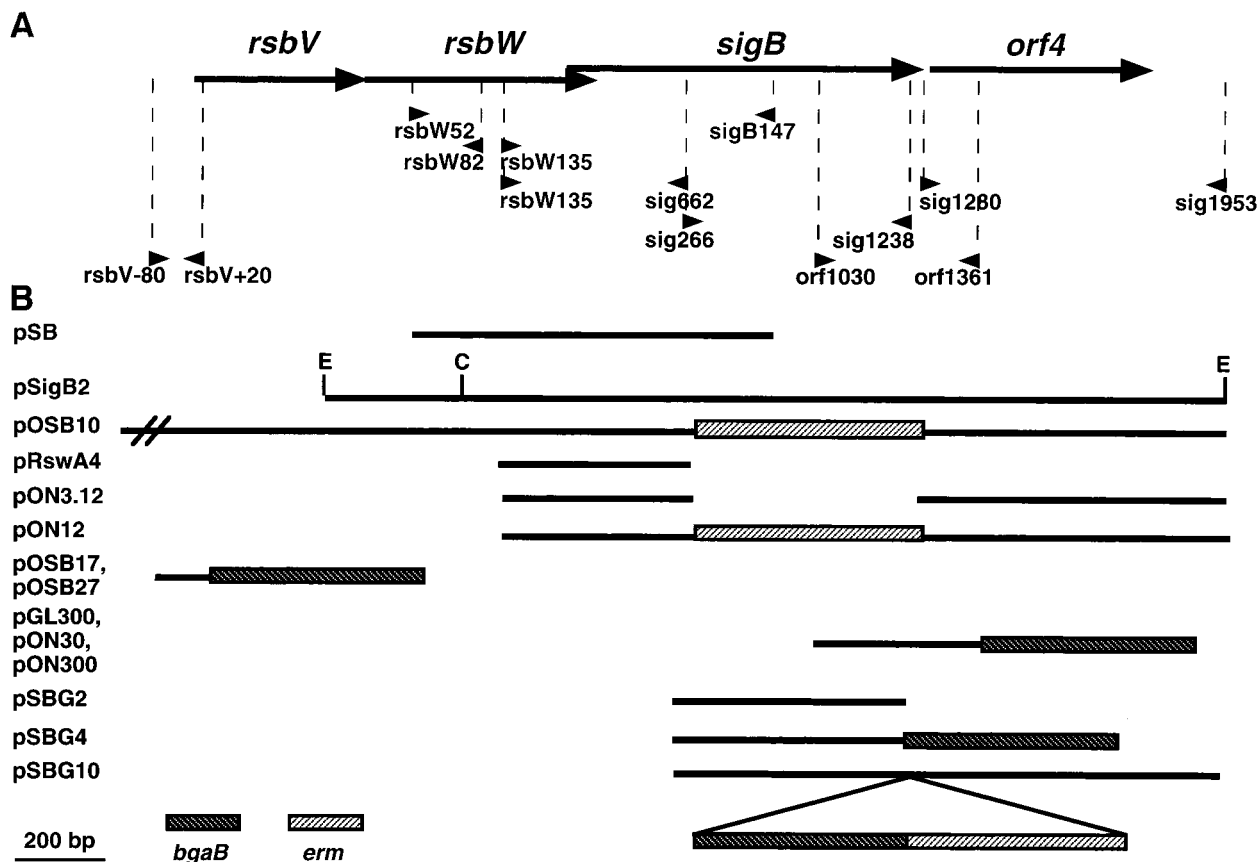 A
rsbV rsbW sigB orf4
rsbW52 sigB147
rsbW82 rsbW135
rsbW135 sig662 sig1280 sig1953
sig266 sig1238
rsbV-80 rsbV+20 orf1030 orf1361
B
pSB
E C E
pSigB2
pOSB10
pRswA4
pON3.12
pON12
pOSB17,
pOSB27
pGL300,
pON30,
pON300
pSBG2
pSBG4
pSBG10
200 bp
bgaB erm